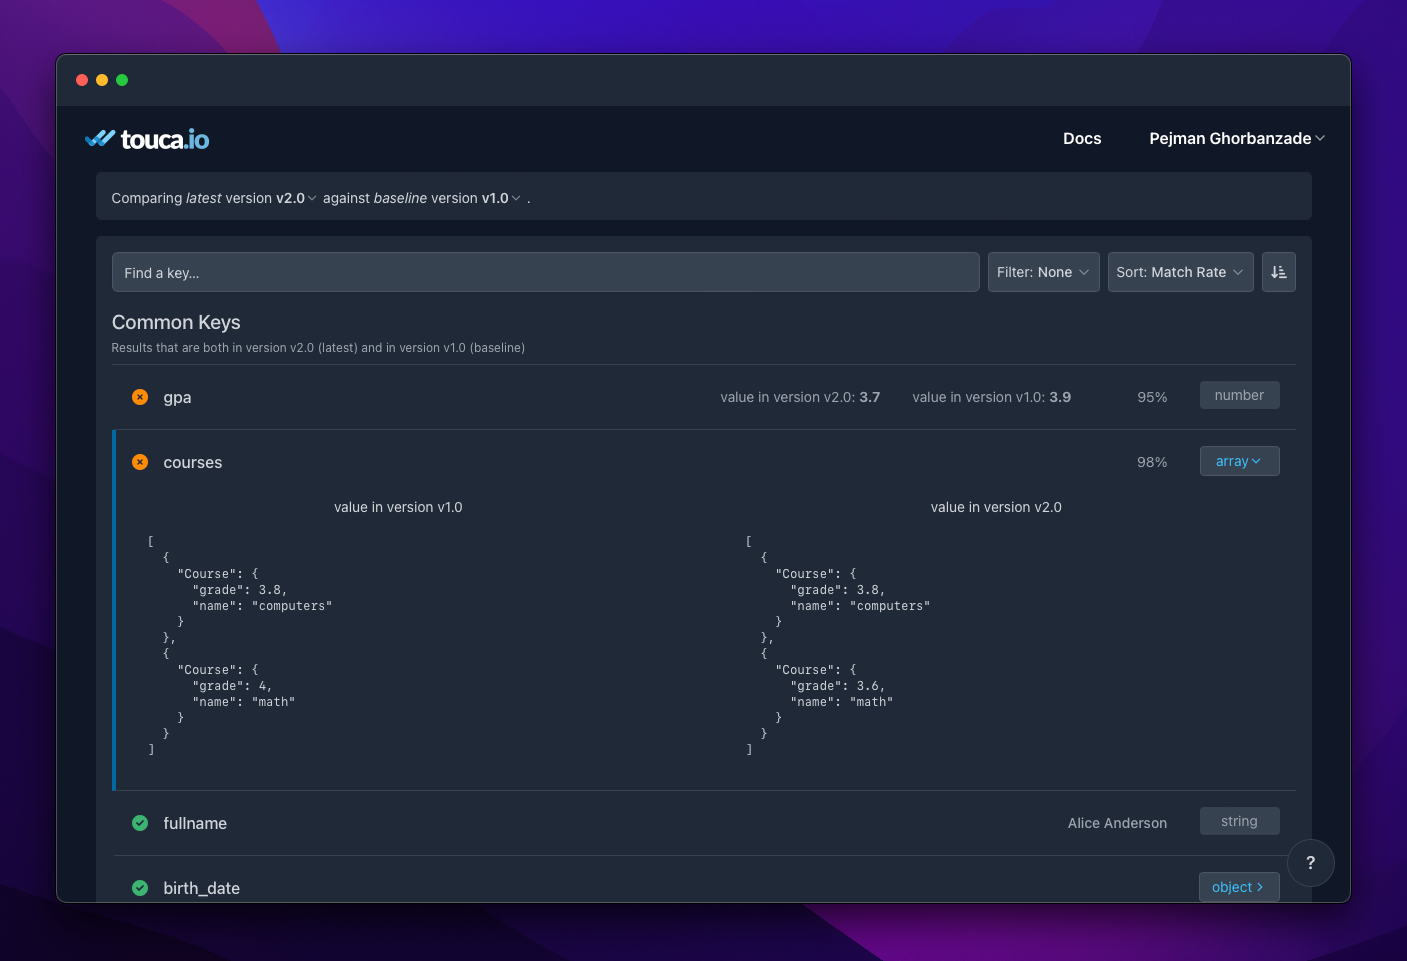 touca.io
Docs
Pejman Ghorbanzade
Comparing latest version v2.0 against baseline version v1.0 .
Find a key...
Filter: None
Sort: Match Rate
Common Keys
Results that are both in version v2.0 (latest) and in version v1.0 (baseline)
gpa
value in version v2.0: 3.7
value in version v1.0: 3.9
95%
number
courses
98%
array
value in version v1.0
[
  {
    "Course": {
      "grade": 3.8,
      "name": "computers"
    }
  },
  {
    "Course": {
      "grade": 4,
      "name": "math"
    }
  }
]
value in version v2.0
[
  {
    "Course": {
      "grade": 3.8,
      "name": "computers"
    }
  },
  {
    "Course": {
      "grade": 3.6,
      "name": "math"
    }
  }
]
fullname
Alice Anderson
string
birth_date
object
?